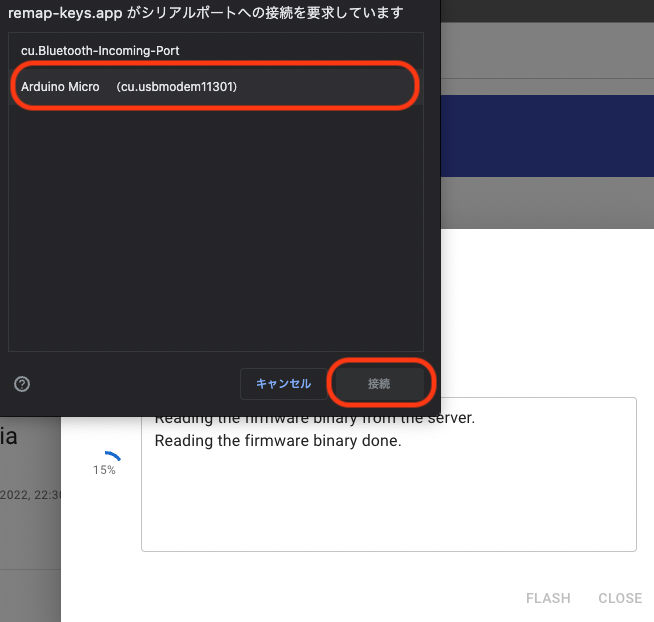 remap-keys.app がシリアルポートへの接続を要求しています
cu.Bluetooth-Incoming-Port
Arduino Micro （cu.usbmodem11301）
キャンセル
接続
Reading the firmware binary from the server.
Reading the firmware binary done.
ia
15%
2022, 22:30
FLASH
CLOSE